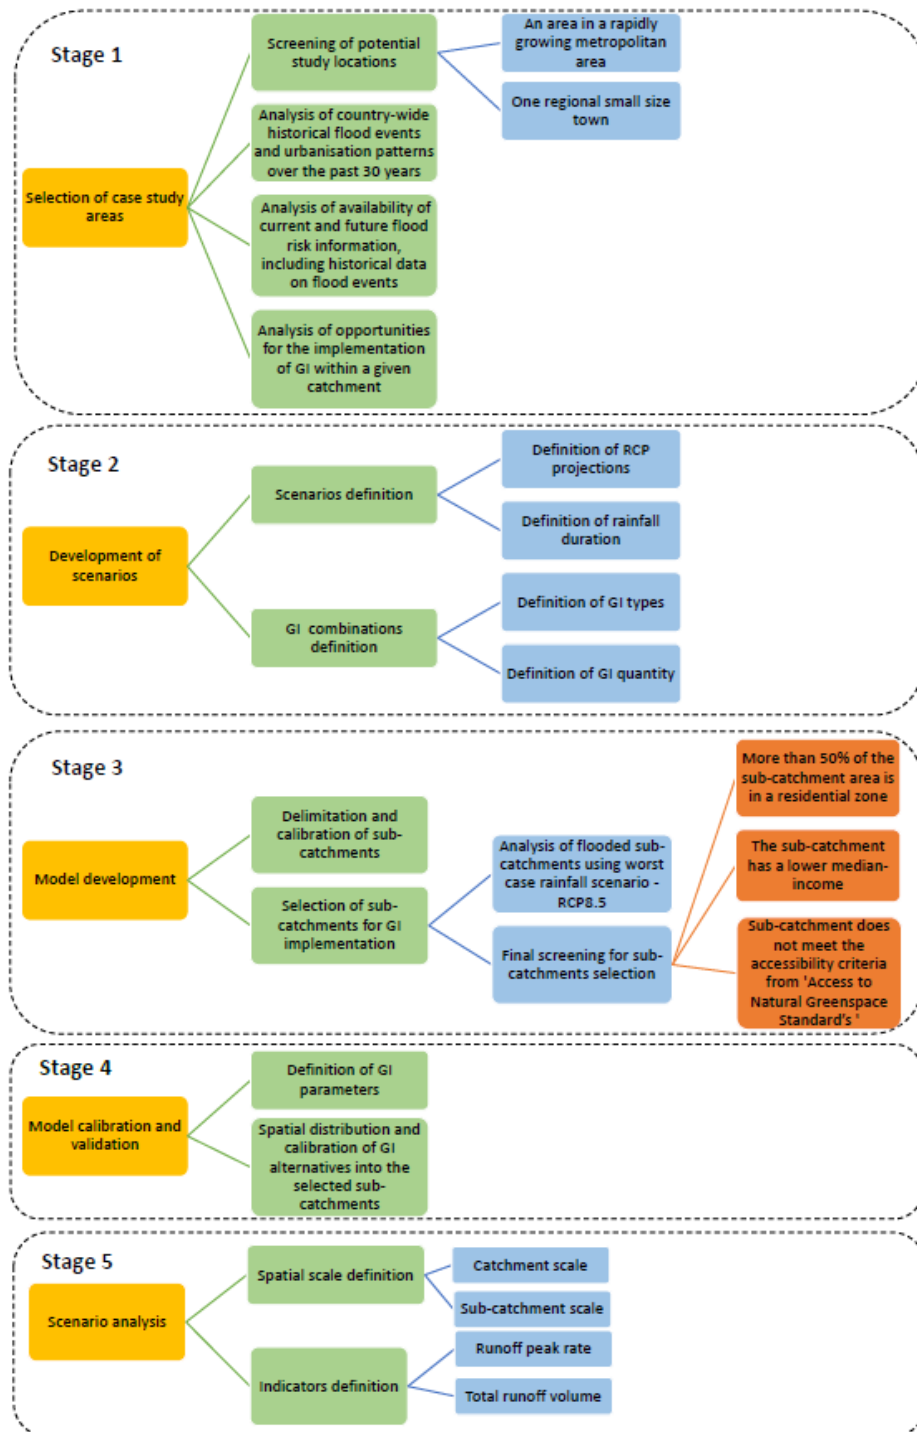 Stage 1
Selection of case study
areas
Screening of potential
study locations
An area in a rapidly
growing metropolitan
area
One regional small size
town
Analysis of country-wide
historical flood events
and urbanisation patterns
over the past 30 years
Analysis of availability of
current and future flood
risk information,
including historical data
on flood events
Analysis of opportunities
for the implementation
of GI within a given
catchment
Stage 2
Development of
scenarios
Scenarios definition
Definition of RCP
projections
Definition of rainfall
duration
GI combinations
definition
Definition of GI types
Definition of GI quantity
Stage 3
Model development
Delimitation and
calibration of sub-
catchments
Selection of sub-
catchments for GI
implementation
Analysis of flooded sub-
catchments using worst
case rainfall scenario -
RCP8.5
Final screening for sub-
catchments selection
More than 50% of the
sub-catchment area is
in a residential zone
The sub-catchment
has a lower median-
income
Sub-catchment does
not meet the
accessibility criteria
from 'Access to
Natural Greenspace
Standard's '
Stage 4
Model calibration and
validation
Definition of GI
parameters
Spatial distribution and
calibration of GI
alternatives into the
selected sub-
catchments
Stage 5
Scenario analysis
Spatial scale definition
Catchment scale
Sub-catchment scale
Indicators definition
Runoff peak rate
Total runoff volume